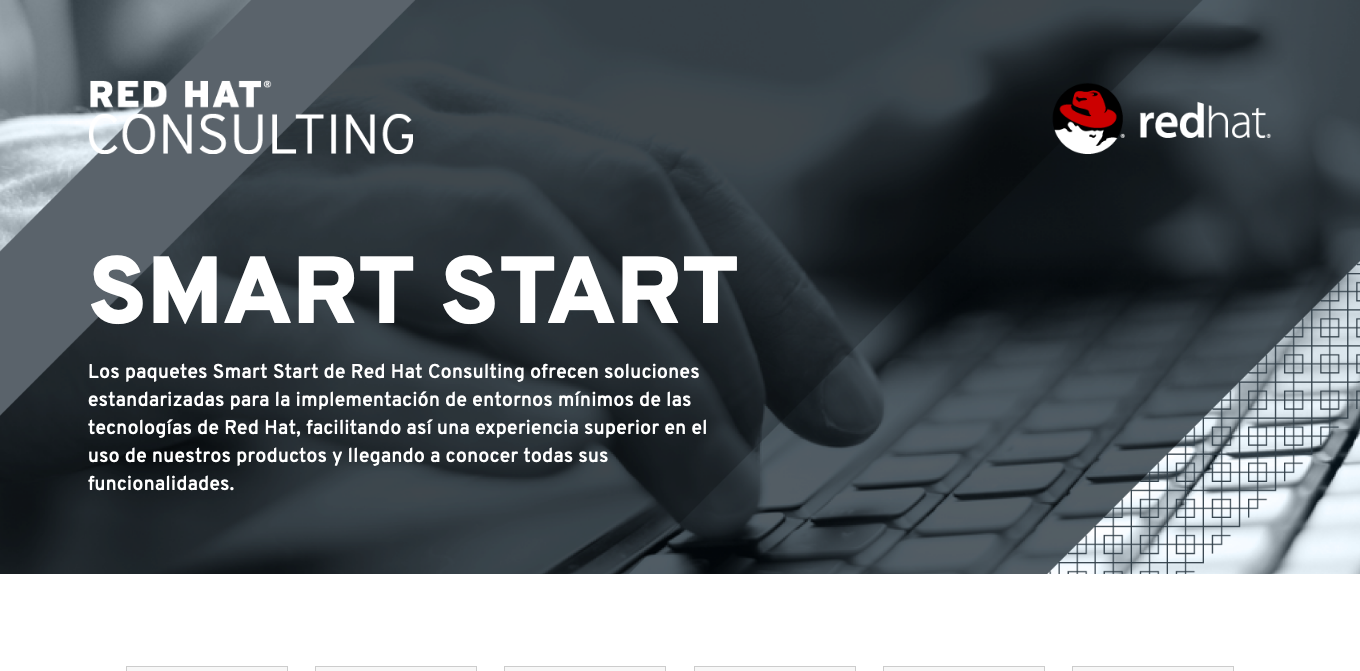 RED HAT®
CONSULTING
redhat.
SMART START
Los paquetes Smart Start de Red Hat Consulting ofrecen soluciones
estandarizadas para la implementación de entornos mínimos de las
tecnologías de Red Hat, facilitando así una experiencia superior en el
uso de nuestros productos y llegando a conocer todas sus
funcionalidades.